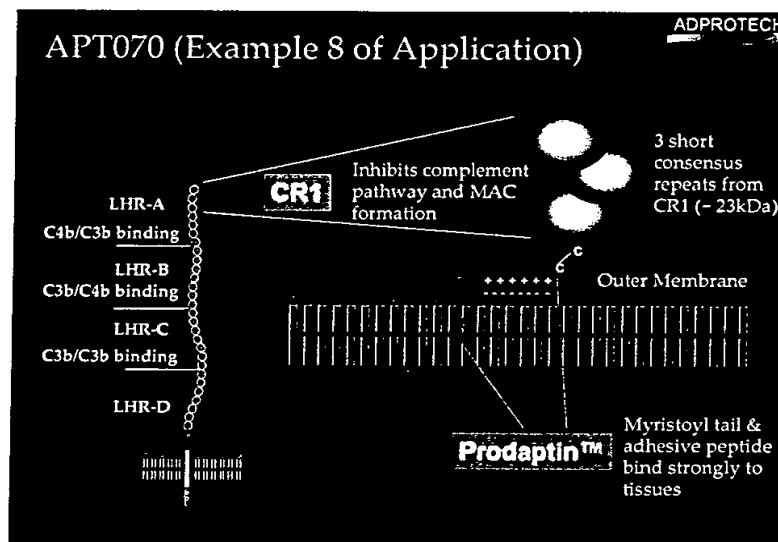 ADPROTECH
APT070 (Example 8 of Application)
LHR-A
C4b/C3b binding
LHR-B
C3b/C4b binding
LHR-C
C3b/C3b binding
LHR-D
CR1
Inhibits complement
pathway and MAC
formation
3 short
consensus
repeats from
CR1 (~ 23kDa)
C
C
++++++
------
Outer Membrane
Prodaptin™
Myristoyl tail &
adhesive peptide
bind strongly to
tissues